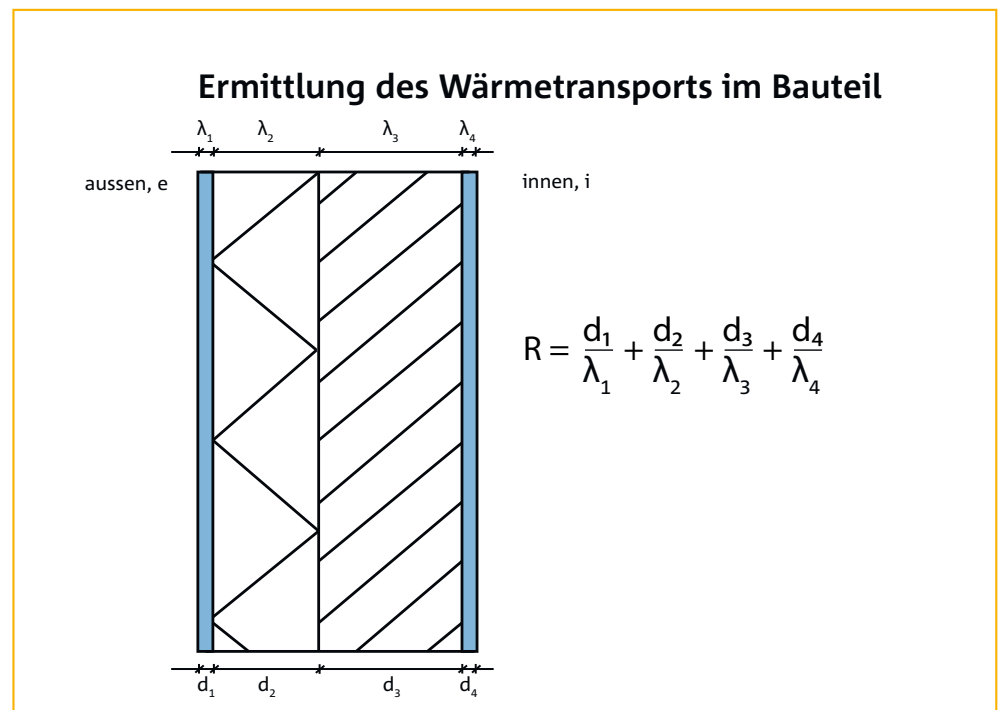 Ermittlung des Wärmetransports im Bauteil
λ₁ λ₂ λ₃ λ₄
aussen, e
innen, i
R = d₁/λ₁ + d₂/λ₂ + d₃/λ₃ + d₄/λ₄
d₁ d₂ d₃ d₄